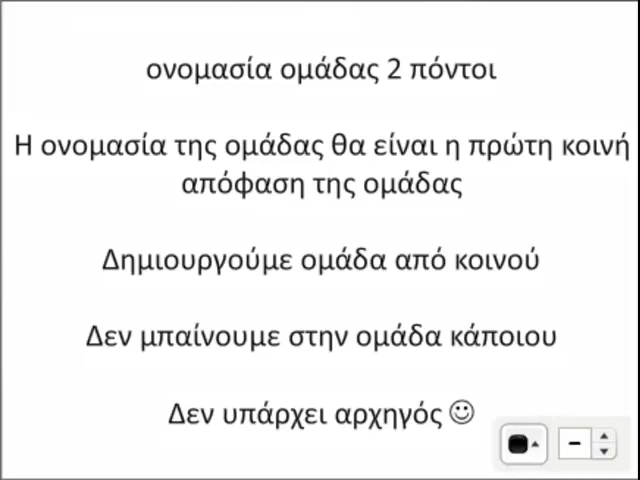 ονομασία ομάδας 2 πόντοι
Η ονομασία της ομάδας θα είναι η πρώτη κοινή
απόφαση της ομάδας
Δημιουργούμε ομάδα από κοινού
Δεν μπαίνουμε στην ομάδα κάποιου
Δεν υπάρχει αρχηγός ☺